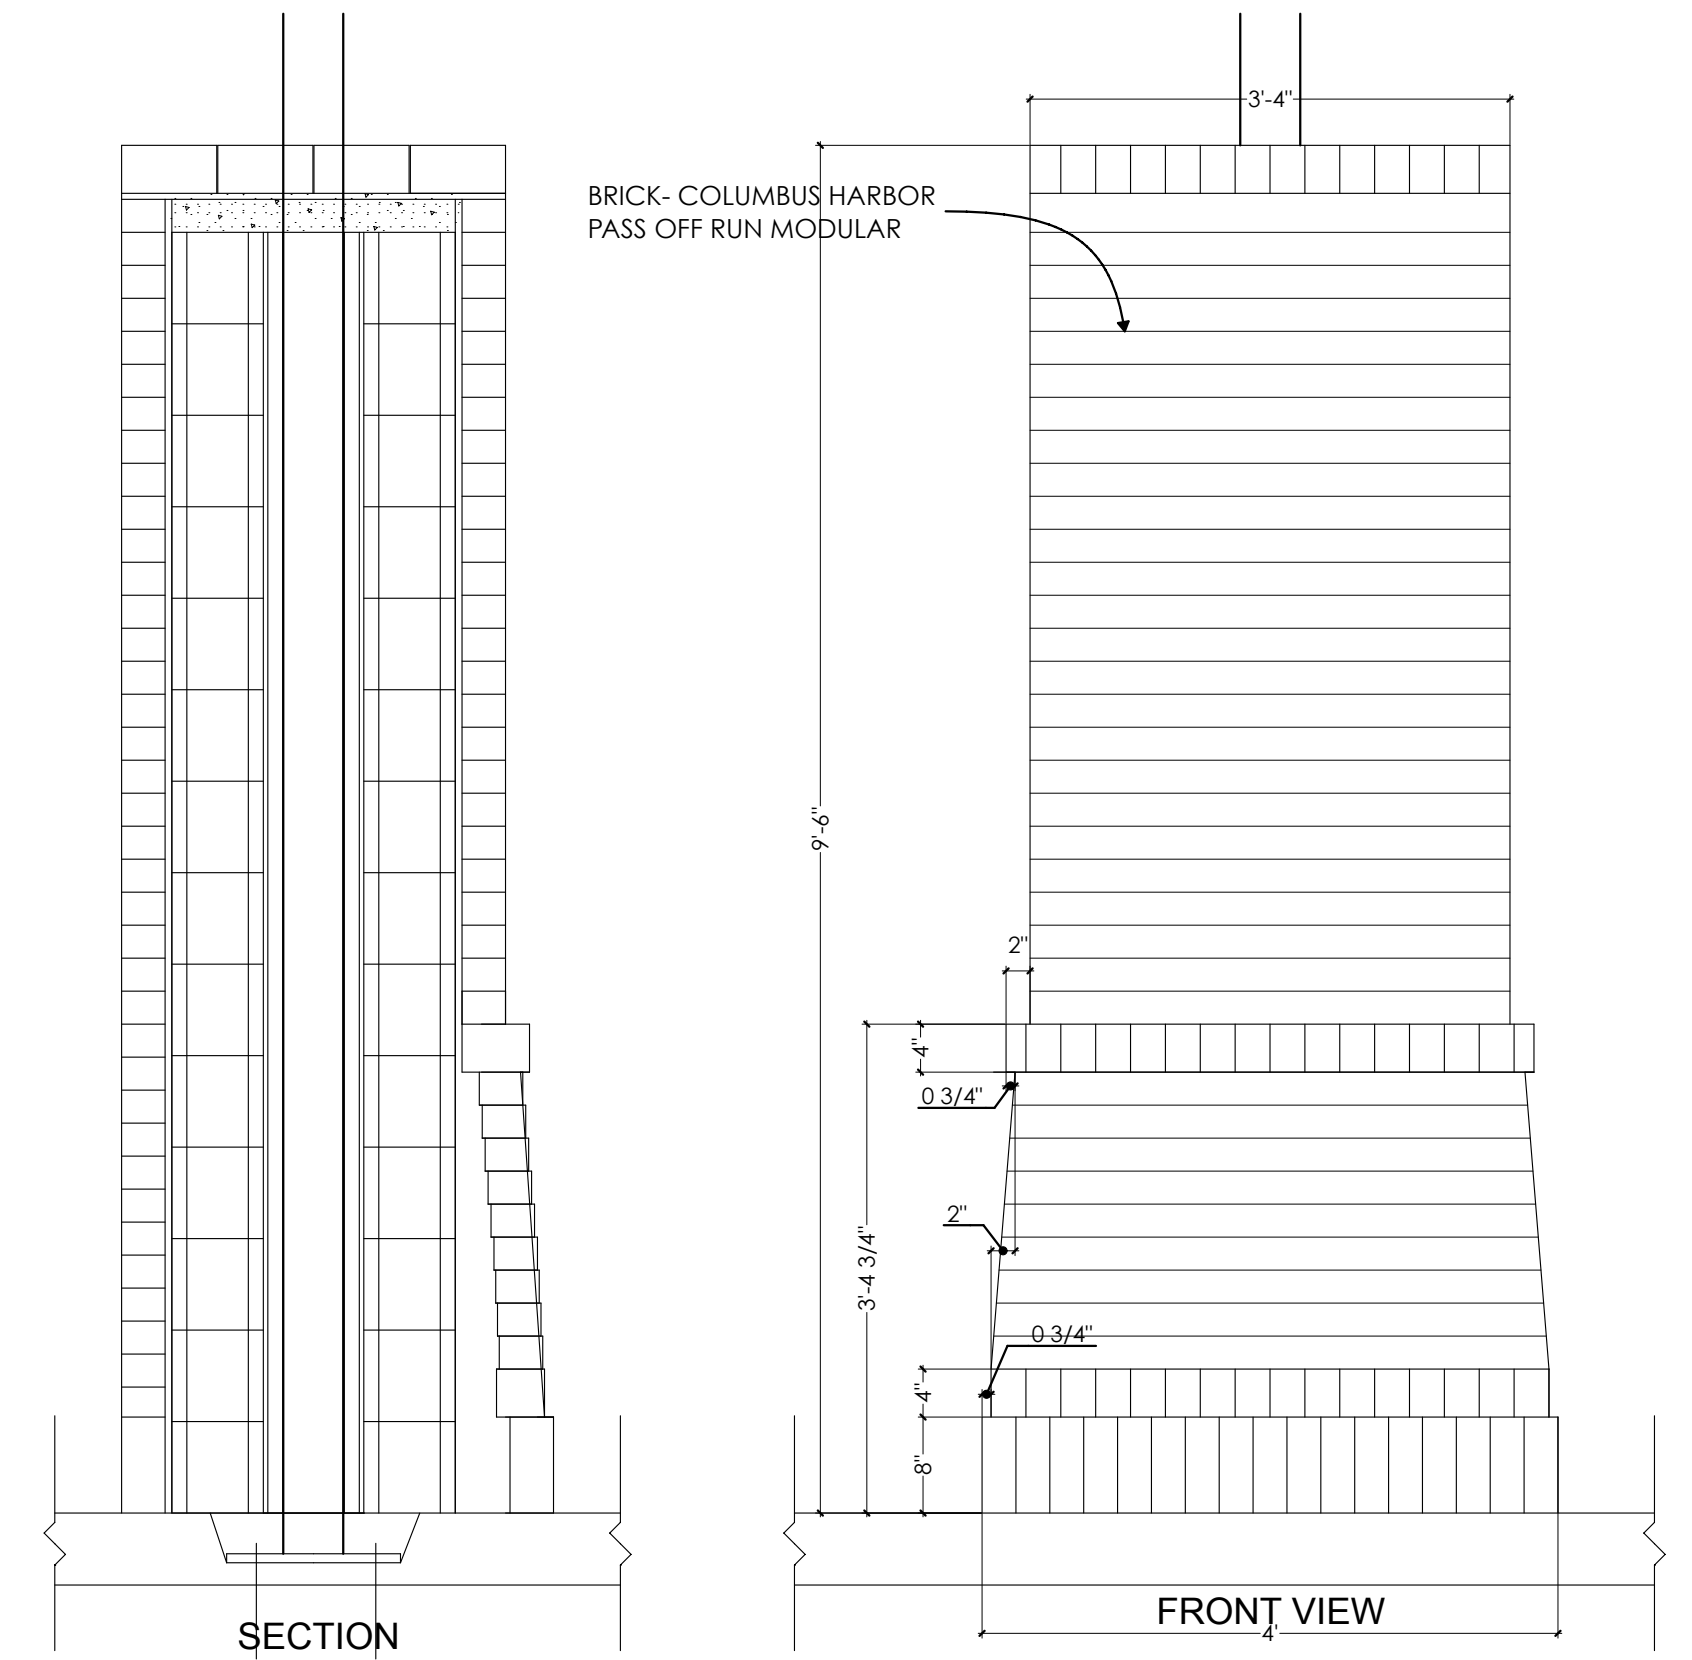 3'-4"
BRICK- COLUMBUS HARBOR
PASS OFF RUN MODULAR
9'-6"
2"
4"
0 3/4"
2"
3'-4 3/4"
0 3/4"
4"
8"
SECTION
FRONT VIEW
4'